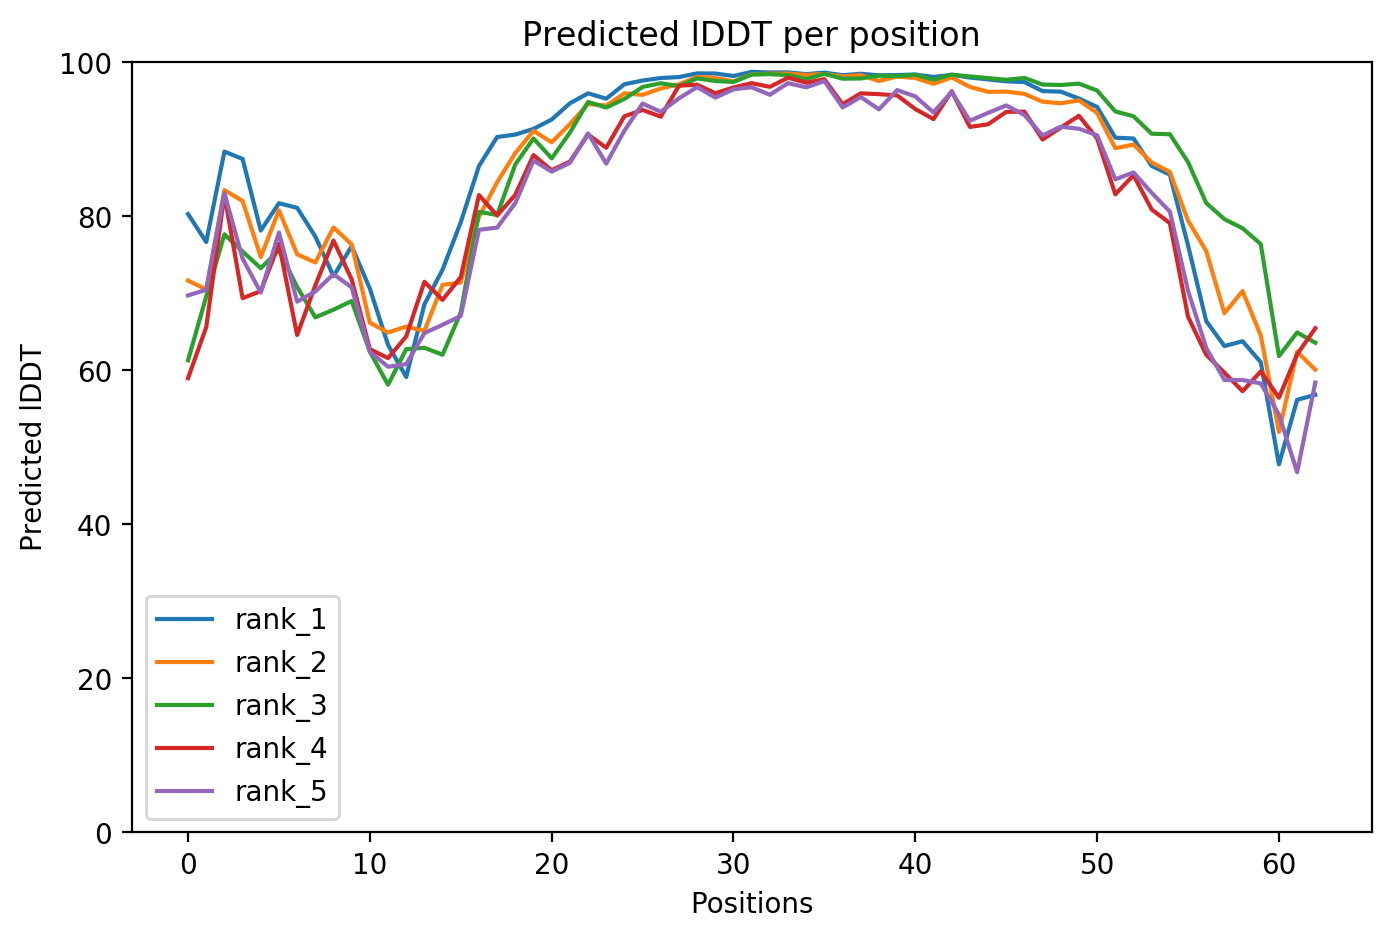 Predicted lDDT per position
100
80
60
40
20
0
Predicted lDDT
rank_1
rank_2
rank_3
rank_4
rank_5
0 10 20 30 40 50 60
Positions